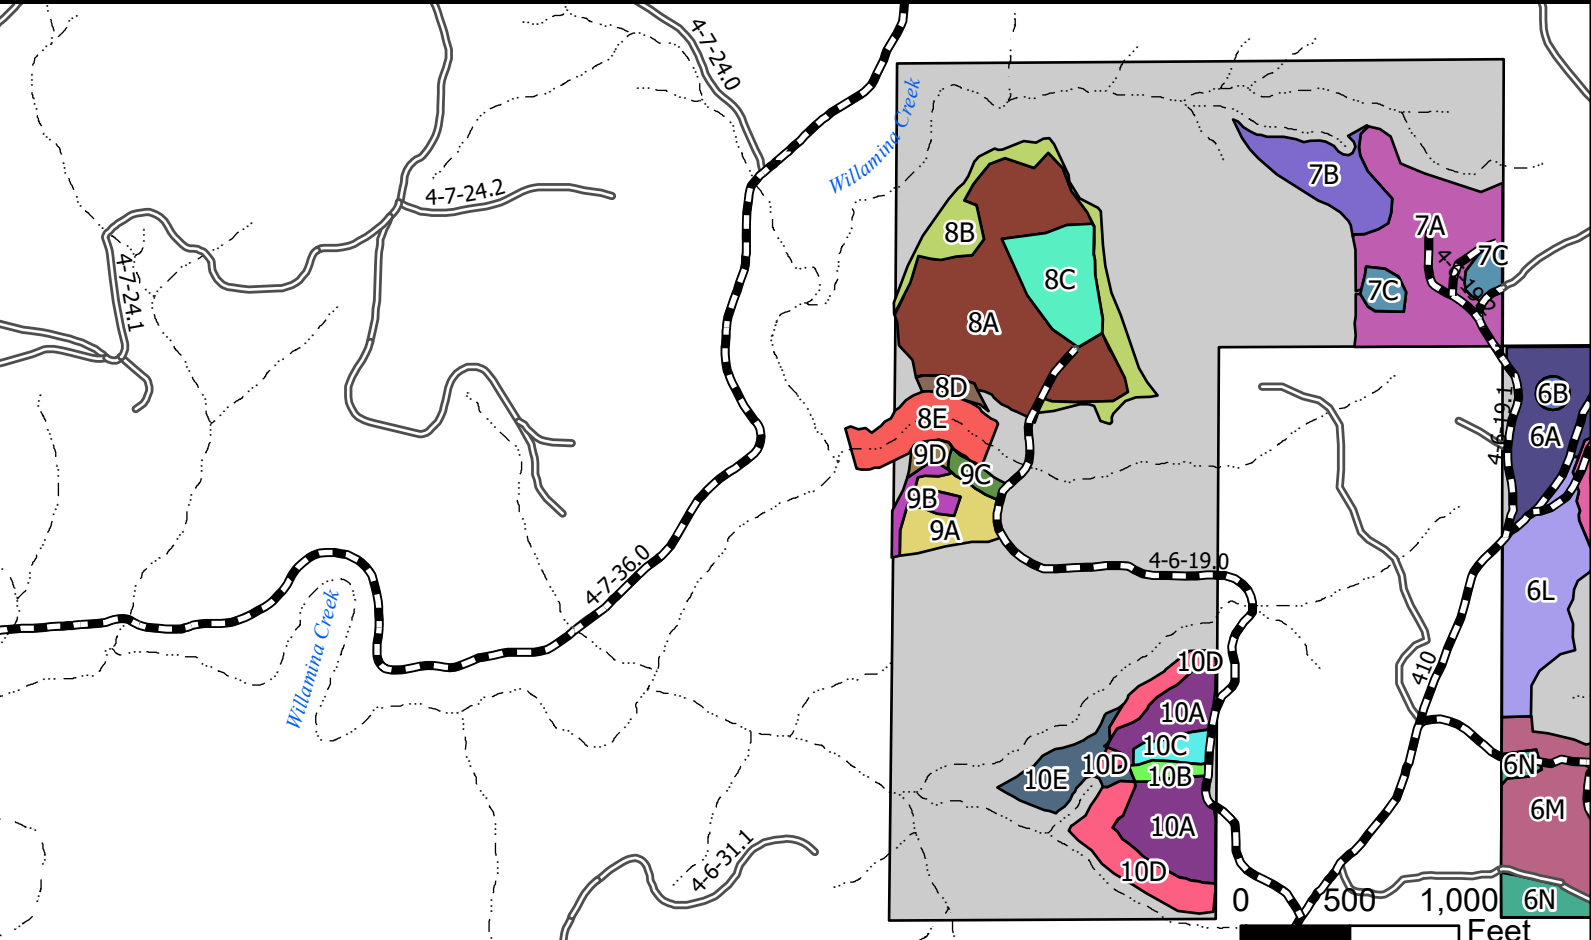 4-7-24.0
Willamina Creek
4-7-24.2
4-7-24.1
7B
7A
7C
7C
8B
8C
8A
8D
8E
9D
9C
9B
9A
6B
6A
4-6-19.1
4-7-36.0
4-6-19.0
6L
Willamina Creek
410
10D
10A
10C
10D
10B
10E
10A
10D
6N
6M
6N
4-6-31.1
0 500 1,000
Feet